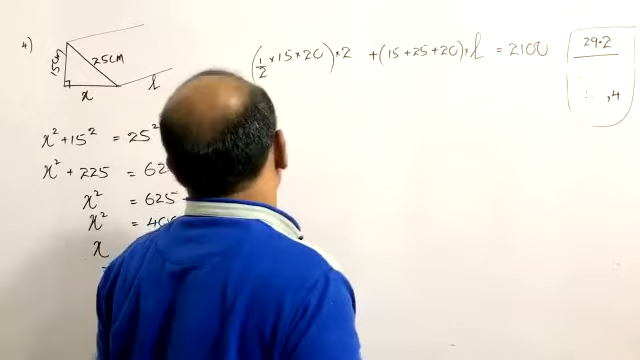 4)
15cm
25cm
x
l
x² + 15² = 25²
x² + 225 = 62
x² = 625 -
x² = 40
x
(1/2 × 15 × 20) × 2 + (15 + 25 + 20) × l = 2100
29.2
∴ , 4